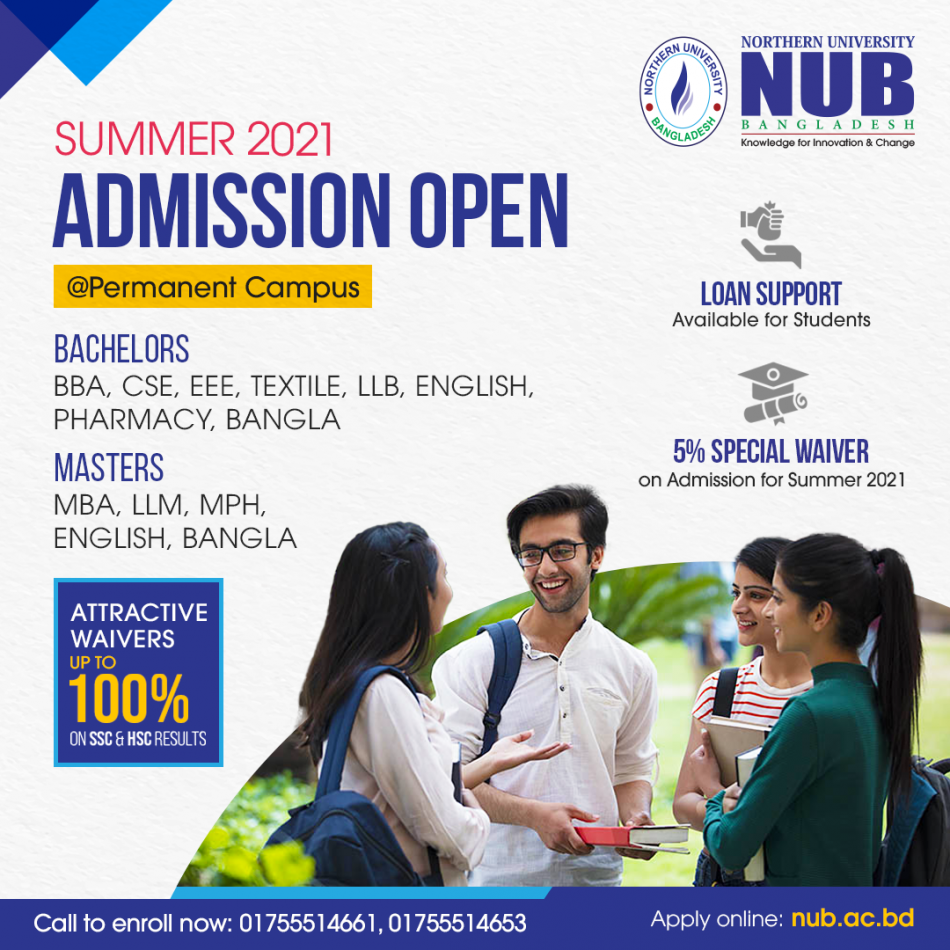 NORTHERN UNIVERSITY
BANGLADESH
NORTHERN UNIVERSITY
NUB
BANGLADESH
Knowledge for Innovation & Change
SUMMER 2021
ADMISSION OPEN
@Permanent Campus
BACHELORS
BBA, CSE, EEE, TEXTILE, LLB, ENGLISH,
PHARMACY, BANGLA
MASTERS
MBA, LLM, MPH,
ENGLISH, BANGLA
ATTRACTIVE
WAIVERS
UP TO
100%
ON SSC & HSC RESULTS
LOAN SUPPORT
Available for Students
5% SPECIAL WAIVER
on Admission for Summer 2021
Call to enroll now: 01755514661, 01755514653
Apply online: nub.ac.bd